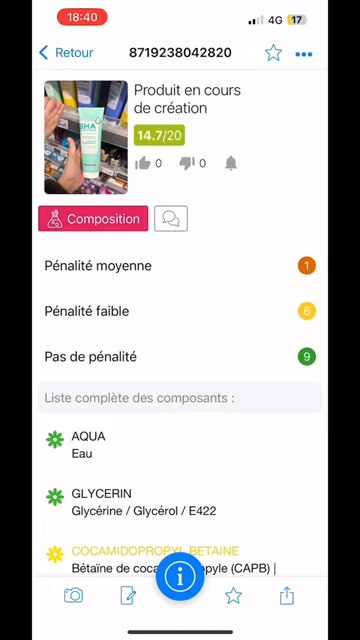 18:40
4G 17
Retour
8719238042820
Produit en cours
de création
BHA
14.7/20
0 0
Composition
Pénalité moyenne 1
Pénalité faible 6
Pas de pénalité 9
Liste complète des composants :
AQUA
Eau
GLYCERIN
Glycérine / Glycérol / E422
COCAMIDOPROPYL BETAINE
Bétaïne de coca pyle (CAPB) |